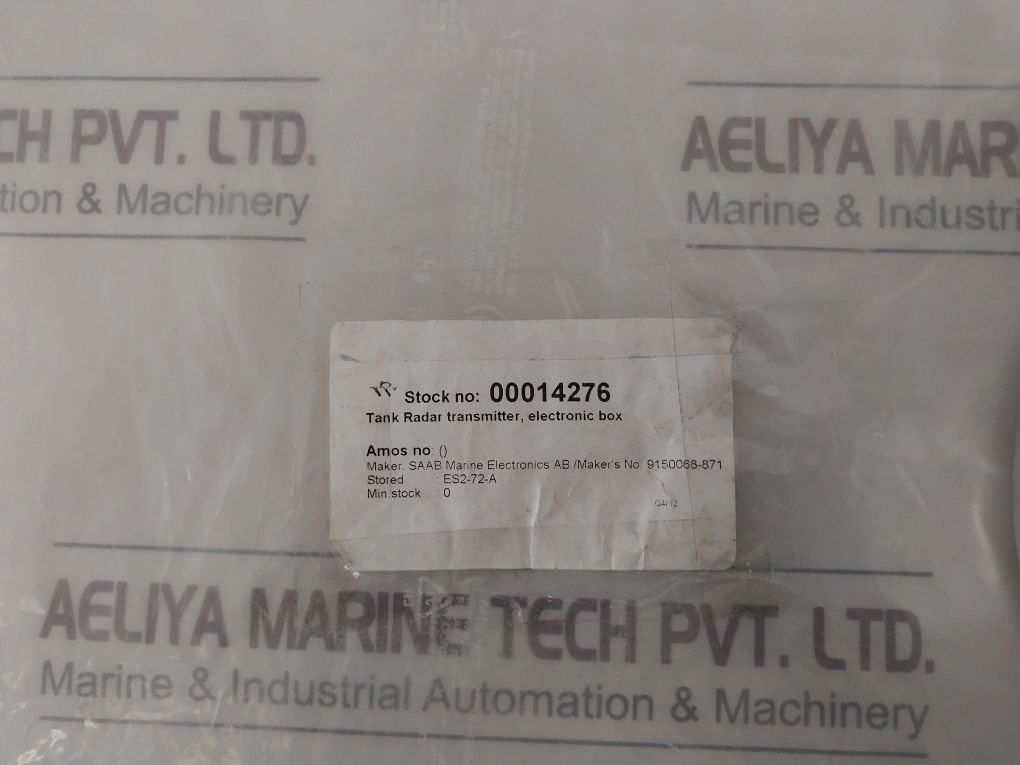 CH PVT. LTD.
tion & Machinery
AELIYA MAR
Marine & Industri
Stock no: 00014276
Tank Radar transmitter, electronic box
Amos no: ()
Maker: SAAB Marine Electronics AB /Maker's No: 9150068-871
Stored : ES2-72-A
Min.stock : 0
Q4/12
AELIYA MARINE TECH PVT. LTD.
Marine & Industrial Automation & Machinery